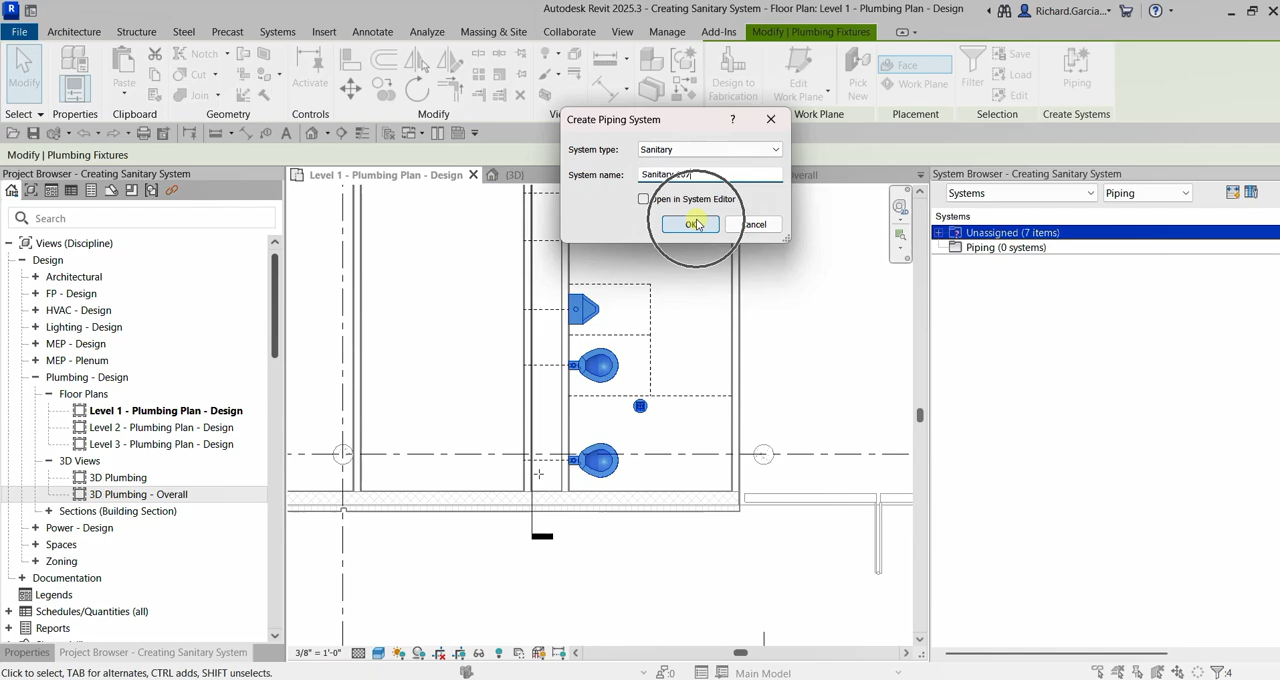 Autodesk Revit 2025.3 - Creating Sanitary System - Floor Plan: Level 1 - Plumbing Plan - Design
Richard.Garcia...
File Architecture Structure Steel Precast Systems Insert Annotate Analyze Massing & Site Collaborate View Manage Add-Ins Modify | Plumbing Fixtures
Modify Paste Notch Cut Join Activate Design to Fabrication Edit Work Plane Pick New Face Work Plane Filter Save Load Edit Piping
Select Properties Clipboard Geometry Controls Modify Work Plane Placement Selection Create Systems
Modify | Plumbing Fixtures
Project Browser - Creating Sanitary System
Search
Views (Discipline)
Design
Architectural
FP - Design
HVAC - Design
Lighting - Design
MEP - Design
MEP - Plenum
Plumbing - Design
Floor Plans
Level 1 - Plumbing Plan - Design
Level 2 - Plumbing Plan - Design
Level 3 - Plumbing Plan - Design
3D Views
3D Plumbing
3D Plumbing - Overall
Sections (Building Section)
Power - Design
Spaces
Zoning
Documentation
Legends
Schedules/Quantities (all)
Reports
Properties Project Browser - Creating Sanitary System
Level 1 - Plumbing Plan - Design
{3D}
Overall
Create Piping System
?
System type: Sanitary
System name: Sanitary
Open in System Editor
OK
System Browser - Creating Sanitary System
Systems Piping
Systems
Unassigned (7 items)
Piping (0 systems)
3/8" = 1'-0"
Click to select, TAB for alternates, CTRL adds, SHIFT unselects.
:0
Main Model
:4